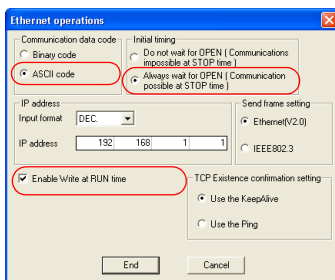 Ethernet operations
Communication data code
Binary code
ASCII code
Initial timing
Do not wait for OPEN ( Communications
impossible at STOP time )
Always wait for OPEN ( Communication
possible at STOP time )
IP address
Input format DEC.
IP address 192 168 1 1
Send frame setting
Ethernet(V2.0)
IEEE802.3
Enable Write at RUN time
TCP Existence confirmation setting
Use the KeepAlive
Use the Ping
End Cancel